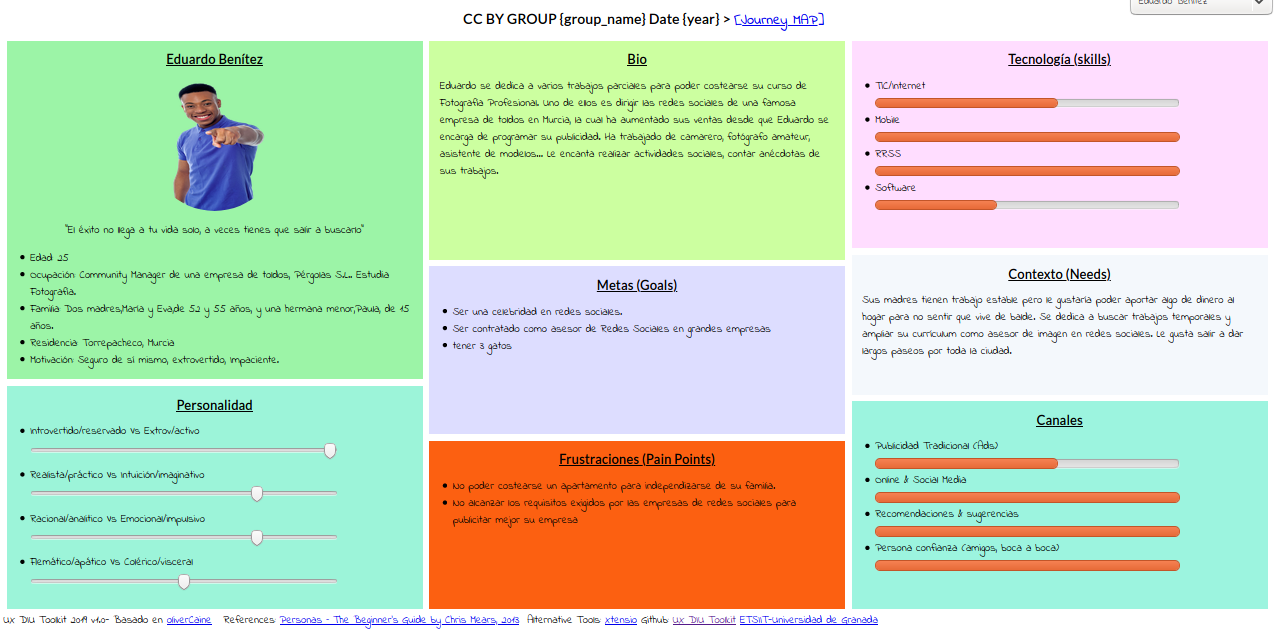 Eduardo Benítez
CC BY GROUP {group_name} Date {year} > [Journey MAP]
Eduardo Benítez
"El éxito no llega a tu vida solo, a veces tienes que salir a buscarlo"
Edad: 25
Ocupación: Community Manager de una empresa de toldos, Pérgolas S.L.. Estudia
Fotografía.
Familia: Dos madres,María y Eva,de 52 y 55 años, y una hermana menor,Paula, de 15
años.
Residencia: Torrepacheco, Murcia
Motivación: Seguro de sí mismo, extrovertido, impaciente.
Personalidad
Introvertido/reservado Vs Extrov/activo
Realista/práctico Vs Intuición/imaginativo
Racional/analítico Vs Emocional/impulsivo
Flemático/apático Vs Colérico/visceral
Bio
Eduardo se dedica a varios trabajos parciales para poder costearse su curso de
Fotografía Profesional. Uno de ellos es dirigir las redes sociales de una famosa
empresa de toldos en Murcia, la cual ha aumentado sus ventas desde que Eduardo se
encarga de programar su publicidad. Ha trabajado de camarero, fotógrafo amateur,
asistente de modelos... Le encanta realizar actividades sociales, contar anécdotas de
sus trabajos.
Metas (Goals)
Ser una celebridad en redes sociales.
Ser contratado como asesor de Redes Sociales en grandes empresas
tener 3 gatos
Frustraciones (Pain Points)
No poder costearse un apartamento para independizarse de su familia.
No alcanzar los requisitos exigidos por las empresas de redes sociales para
publicitar mejor su empresa
Tecnología (skills)
TIC/Internet
Mobile
RRSS
Software
Contexto (Needs)
Sus madres tienen trabajo estable pero le gustaría poder aportar algo de dinero al
hogar para no sentir que vive de balde. Se dedica a buscar trabajos temporales y
ampliar su currículum como asesor de imagen en redes sociales. Le gusta salir a dar
largos paseos por toda la ciudad.
Canales
Publicidad Tradicional (Ads)
Online & Social Media
Recomendaciones & sugerencias
Persona confianza (amigos, boca a boca)
UX DIU Toolkit 2019 v1.0- Basado en oliverCaine References: Personas - The Beginner's Guide by Chris Mears, 2013 Alternative Tools: Xtensio Github: UX DIU Toolkit ETSIIT-Universidad de Granada